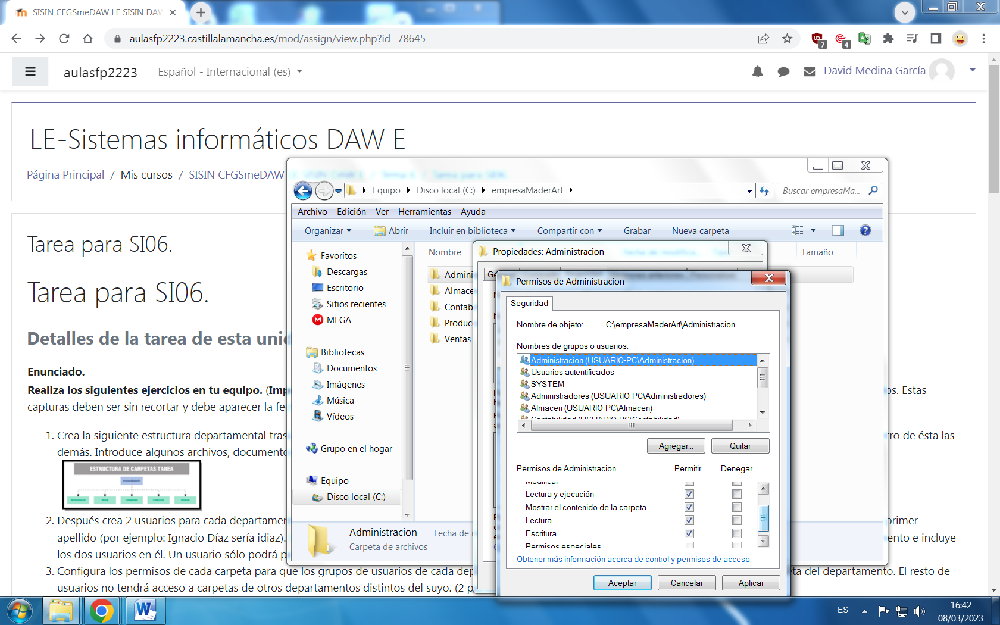 SISIN CFGSmeDAW LE SISIN DAW
aulasfp2223.castillalamancha.es/mod/assign/view.php?id=78645
7
4
aulasfp2223
Español - Internacional (es)
David Medina García
LE-Sistemas informáticos DAW E
Página Principal / Mis cursos / SISIN CFGSmeDAW
Tarea para SI06.
Tarea para SI06.
Detalles de la tarea de esta
Enunciado.
Realiza los siguientes ejercicios en tu equipo.
os. Estas
capturas deben ser sin recortar y debe aparecer la
1. Crea la siguiente estructura departamental
ro de ésta las
demás. Introduce algunos archivos,
ESTRUCTURA DE CARPETAS TAREA
2. Después crea 2 usuarios para cada
primer
apellido (por ejemplo: Ignacio Díaz sería idiaz).
ento e incluye
los dos usuarios en él. Un usuario sólo podrá
3. Configura los permisos de cada carpeta para que los grupos de usuarios de cada
del departamento. El resto de
usuarios no tendrá acceso a carpetas de otros departamentos distintos del suyo. (2
Equipo
Disco local (C:)
empresaMaderArt
Buscar empresaMa...
Archivo
Edición
Ver
Herramientas
Ayuda
Organizar
Abrir
Incluir en biblioteca
Compartir con
Grabar
Nueva carpeta
Favoritos
Descargas
Escritorio
Sitios recientes
MEGA
Bibliotecas
Documentos
Imágenes
Música
Vídeos
Grupo en el hogar
Equipo
Disco local (C:)
Nombre
Tamaño
Admini
Almace
Contab
Produc
Ventas
Administracion
Fecha de
Carpeta de archivos
Propiedades: Administracion
Permisos de Administracion
Seguridad
Nombre de objeto: C:\empresaMaderArt\Administracion
Nombres de grupos o usuarios:
Administracion (USUARIO-PC\Administracion)
Usuarios autentificados
SYSTEM
Administradores (USUARIO-PC\Administradores)
Almacen (USUARIO-PC\Almacen)
Contabilidad (USUARIO-PC\Contabilidad)
Agregar...
Quitar
Permisos de Administracion
Permitir
Denegar
Modificar
Lectura y ejecución
Mostrar el contenido de la carpeta
Lectura
Escritura
Permisos especiales
Obtener más información acerca de control y permisos de acceso
Aceptar
Cancelar
Aplicar
ES
16:42
08/03/2023